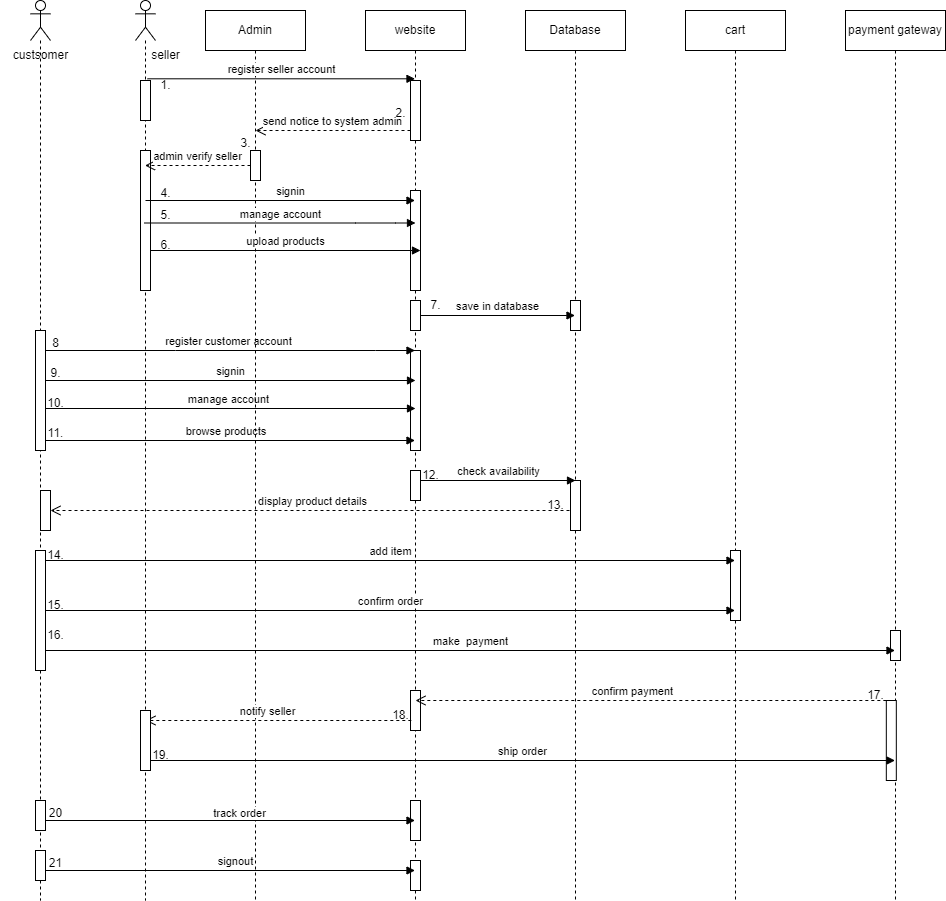 Admin
website
Database
cart
payment gateway
custsomer
seller
register seller account
1.
2.
send notice to system admin
3.
admin verify seller
4.
signin
5.
manage account
6.
upload products
7.
save in database
8
register customer account
9.
signin
10.
manage account
11.
browse products
12.
check availability
display product details
13.
14.
add item
15.
confirm order
16.
make payment
confirm payment
17.
notify seller
18.
19.
ship order
20
track order
21
signout